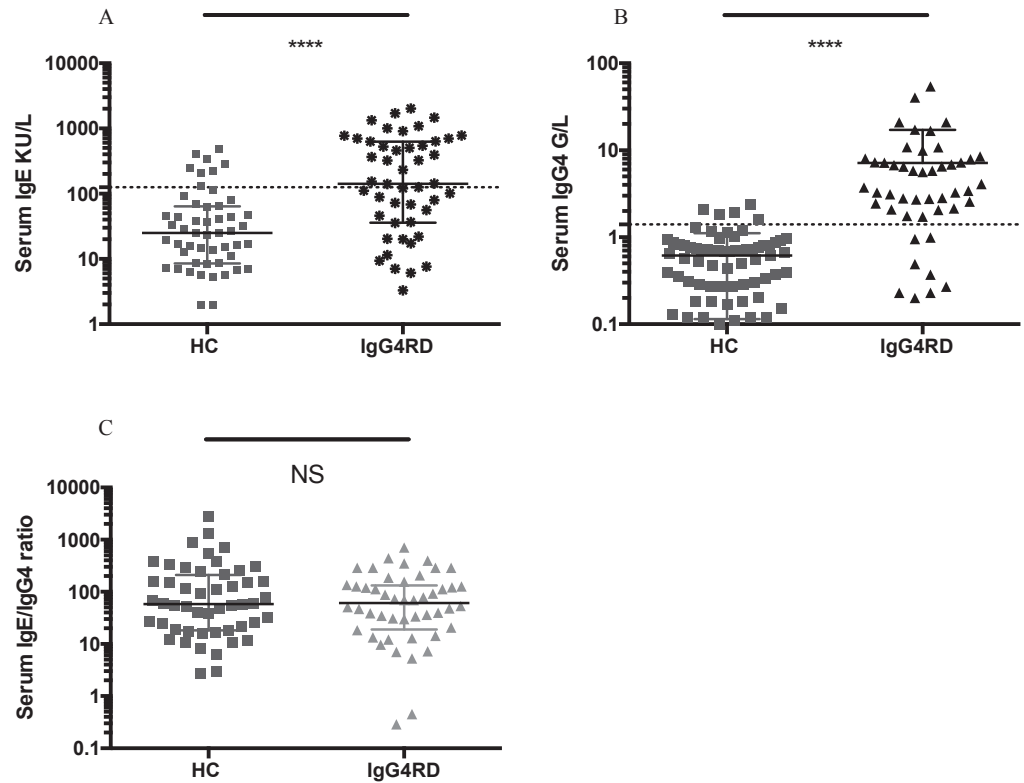 A
****
10000
1000
100
10
1
Serum IgE KU/L
HC
IgG4RD
B
****
100
10
1
0.1
Serum IgG4 G/L
HC
IgG4RD
C
NS
10000
1000
100
10
1
0.1
Serum IgE/IgG4 ratio
HC
IgG4RD